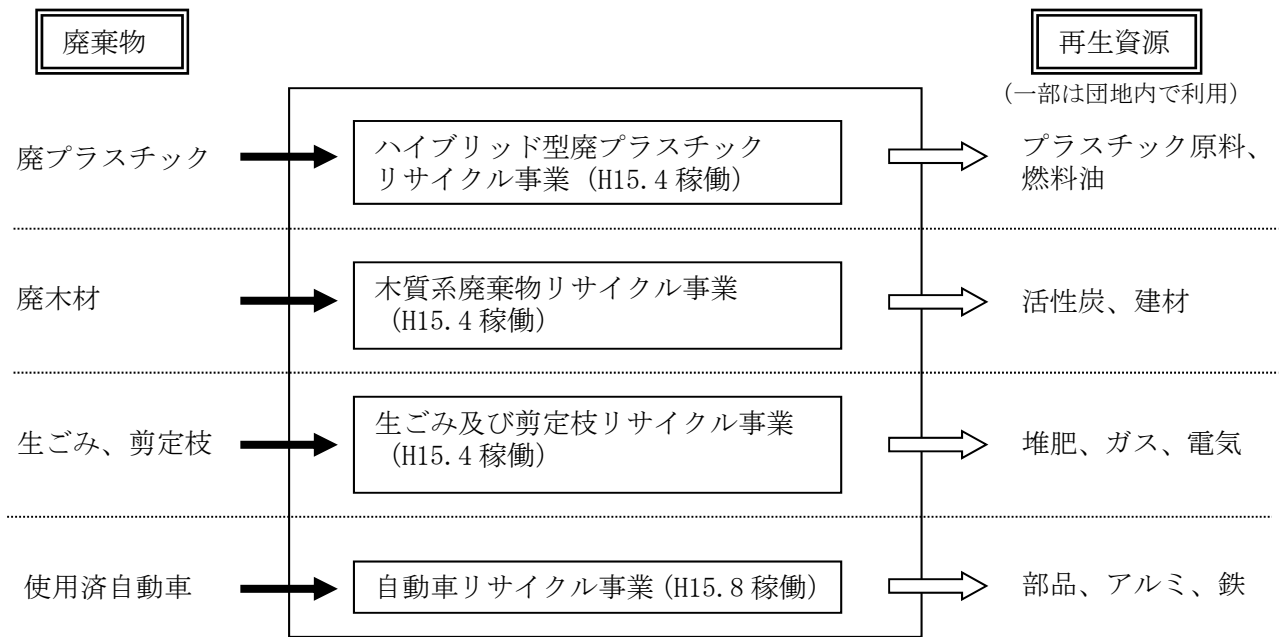 廃棄物
再生資源
(一部は団地内で利用)
廃プラスチック
ハイブリッド型廃プラスチック
リサイクル事業 (H15.4 稼働)
プラスチック原料、
燃料油
廃木材
木質系廃棄物リサイクル事業
(H15.4 稼働)
活性炭、建材
生ごみ、剪定枝
生ごみ及び剪定枝リサイクル事業
(H15.4 稼働)
堆肥、ガス、電気
使用済自動車
自動車リサイクル事業 (H15.8 稼働)
部品、アルミ、鉄